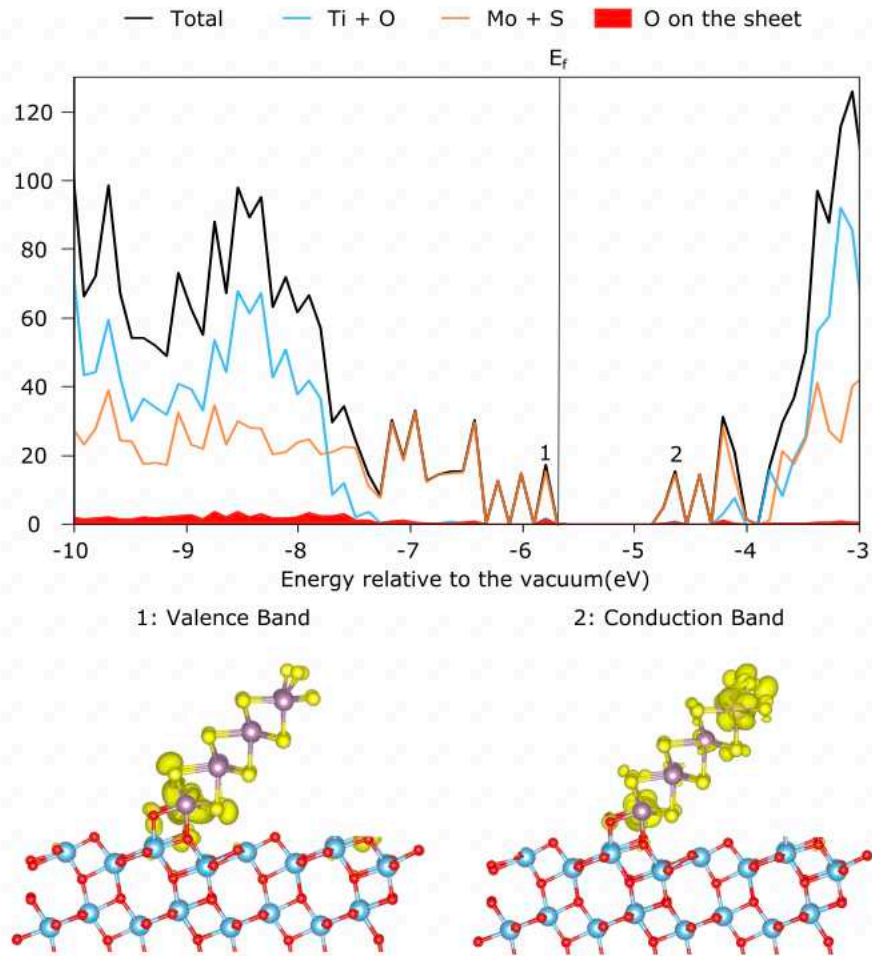 Total Ti + O Mo + S O on the sheet
E_f
120
100
80
60
40
20
0
1 2
-10 -9 -8 -7 -6 -5 -4 -3
Energy relative to the vacuum(eV)
1: Valence Band 2: Conduction Band